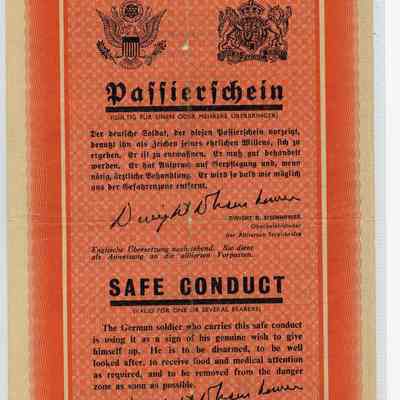 Passierschein
(GÜLTIG FÜR EINEN ODER MEHRERE ÜBERBRINGER)
Der deutsche Soldat, der diesen Passierschein vorzeigt,
benutzt ihn als Zeichen seines ehrlichen Willens, sich zu
ergeben. Er ist zu entwaffnen. Er muß gut behandelt
werden. Er hat Anspruch auf Verpflegung und, wenn
nötig, ärztliche Behandlung. Er wird so bald wie möglich
aus der Gefahrenzone entfernt.
Dwight D Eisenhower
DWIGHT D. EISENHOWER
Oberbefehlshaber
der Alliierten Streitkräfte
Englische Übersetzung nachstehend. Sie dient
als Anweisung an die alliierten Vorposten.
SAFE CONDUCT
(VALID FOR ONE OR SEVERAL BEARERS)
The German soldier who carries this safe conduct
is using it as a sign of his genuine wish to give
himself up. He is to be disarmed, to be well
looked after, to receive food and medical attention
as required, and to be removed from the danger
zone as soon as possible.
Dwight D Eisenhower